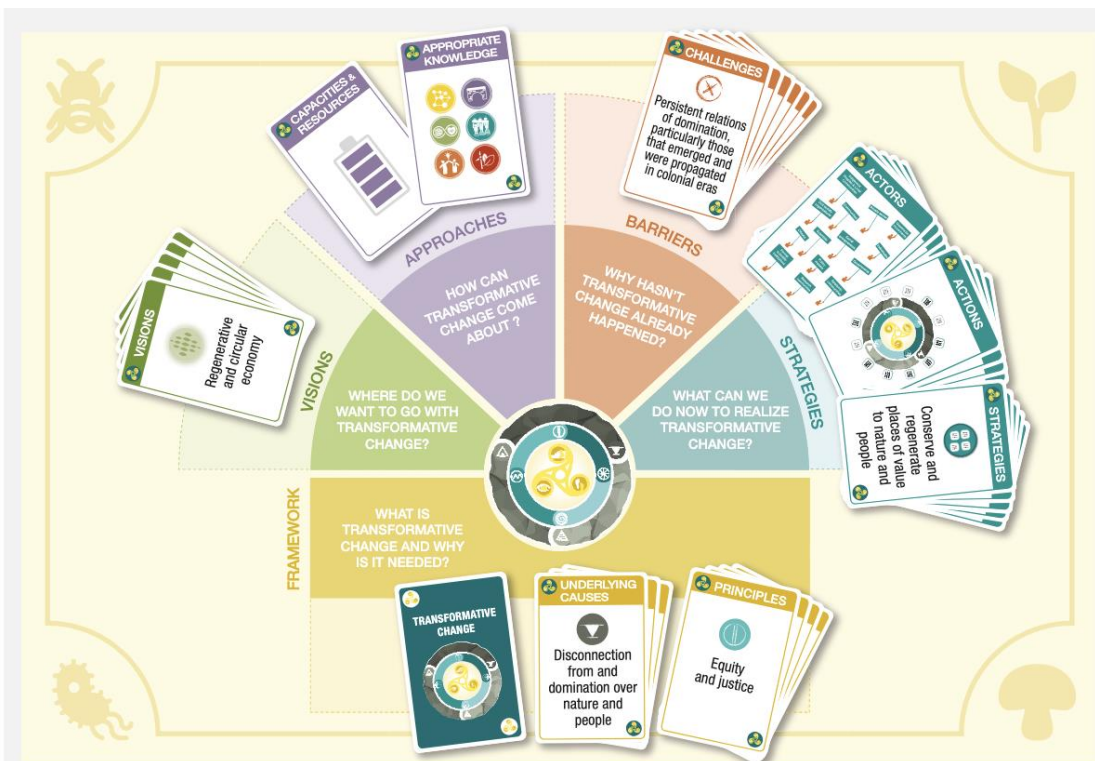 CAPACITIES &
RESOURCES
APPROPRIATE
KNOWLEDGE
CHALLENGES
Persistent relations
of domination,
particularly those
that emerged and
were propagated
in colonial eras
ACTORS
ACTIONS
STRATEGIES
Conserve and
regenerate
places of value
to nature and
people
VISIONS
Regenerative
and circular
economy
VISIONS
WHERE DO WE
WANT TO GO WITH
TRANSFORMATIVE
CHANGE?
APPROACHES
HOW CAN
TRANSFORMATIVE
CHANGE COME
ABOUT ?
BARRIERS
WHY HASN'T
TRANSFORMATIVE
CHANGE ALREADY
HAPPENED?
STRATEGIES
WHAT CAN WE
DO NOW TO REALIZE
TRANSFORMATIVE
CHANGE?
FRAMEWORK
WHAT IS
TRANSFORMATIVE
CHANGE AND WHY
IS IT NEEDED?
TRANSFORMATIVE
CHANGE
UNDERLYING
CAUSES
Disconnection
from and
domination over
nature and
people
PRINCIPLES
Equity
and justice